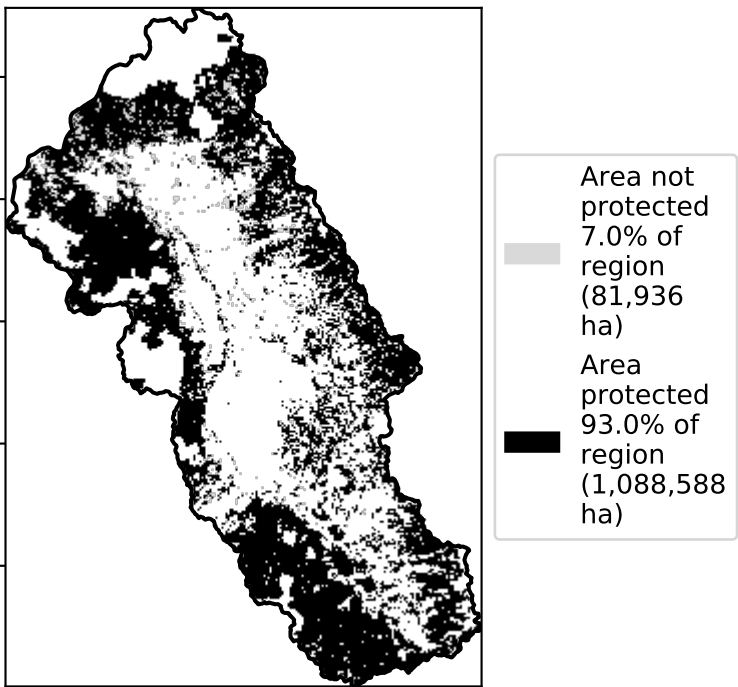 Area not
protected
7.0% of
region
(81,936
ha)
Area
protected
93.0% of
region
(1,088,588
ha)